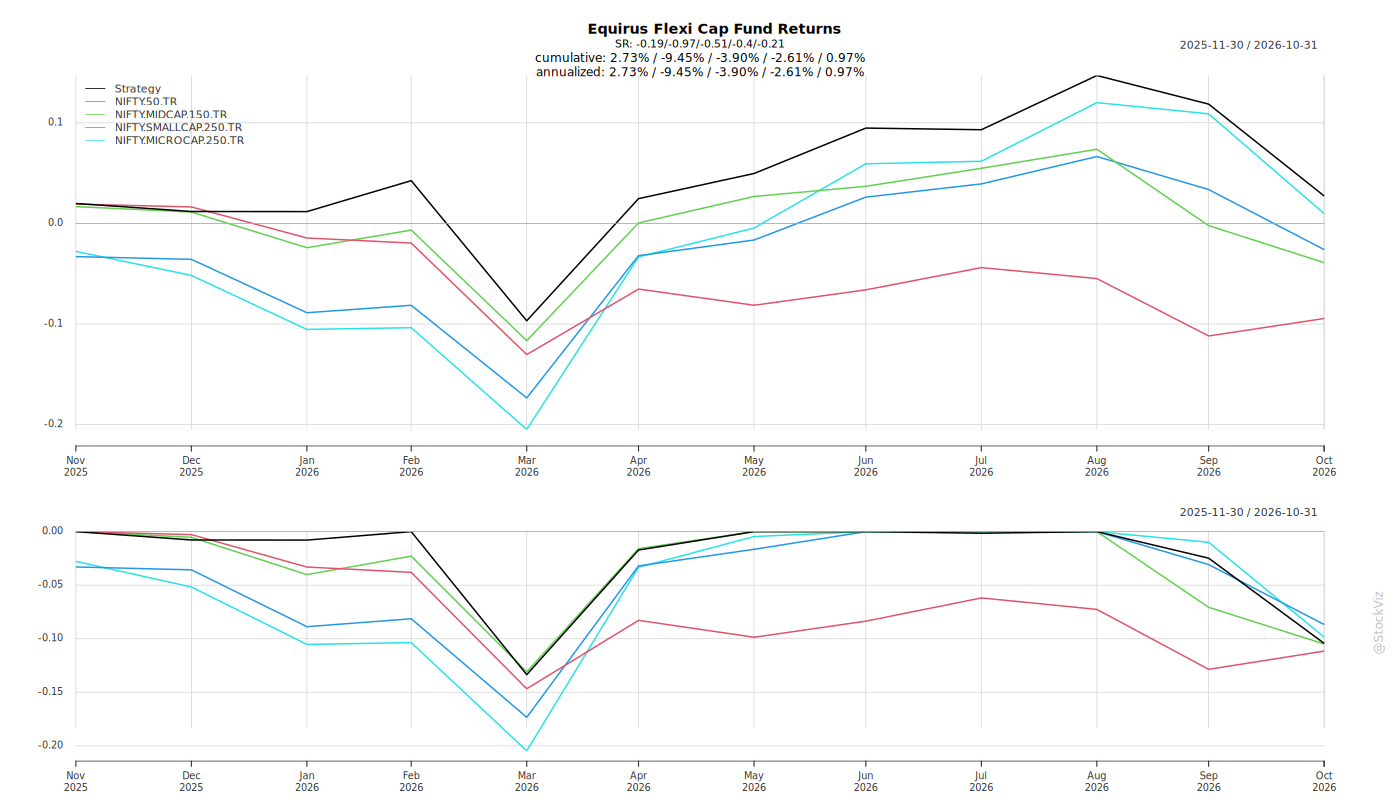 Equirus Flexi Cap Fund Returns
SR: -0.19/-0.97/-0.51/-0.4/-0.21
cumulative: 2.73% / -9.45% / -3.90% / -2.61% / 0.97%
annualized: 2.73% / -9.45% / -3.90% / -2.61% / 0.97%
2025-11-30 / 2026-10-31
Strategy
NIFTY.50.TR
NIFTY.MIDCAP.150.TR
NIFTY.SMALLCAP.250.TR
NIFTY.MICROCAP.250.TR
0.1
0.0
-0.1
-0.2
Nov Dec Jan Feb Mar Apr May Jun Jul Aug Sep Oct
2025 2025 2026 2026 2026 2026 2026 2026 2026 2026 2026 2026
2025-11-30 / 2026-10-31
0.00
-0.05
-0.10
-0.15
-0.20
Nov Dec Jan Feb Mar Apr May Jun Jul Aug Sep Oct
2025 2025 2026 2026 2026 2026 2026 2026 2026 2026 2026 2026
@StockViz